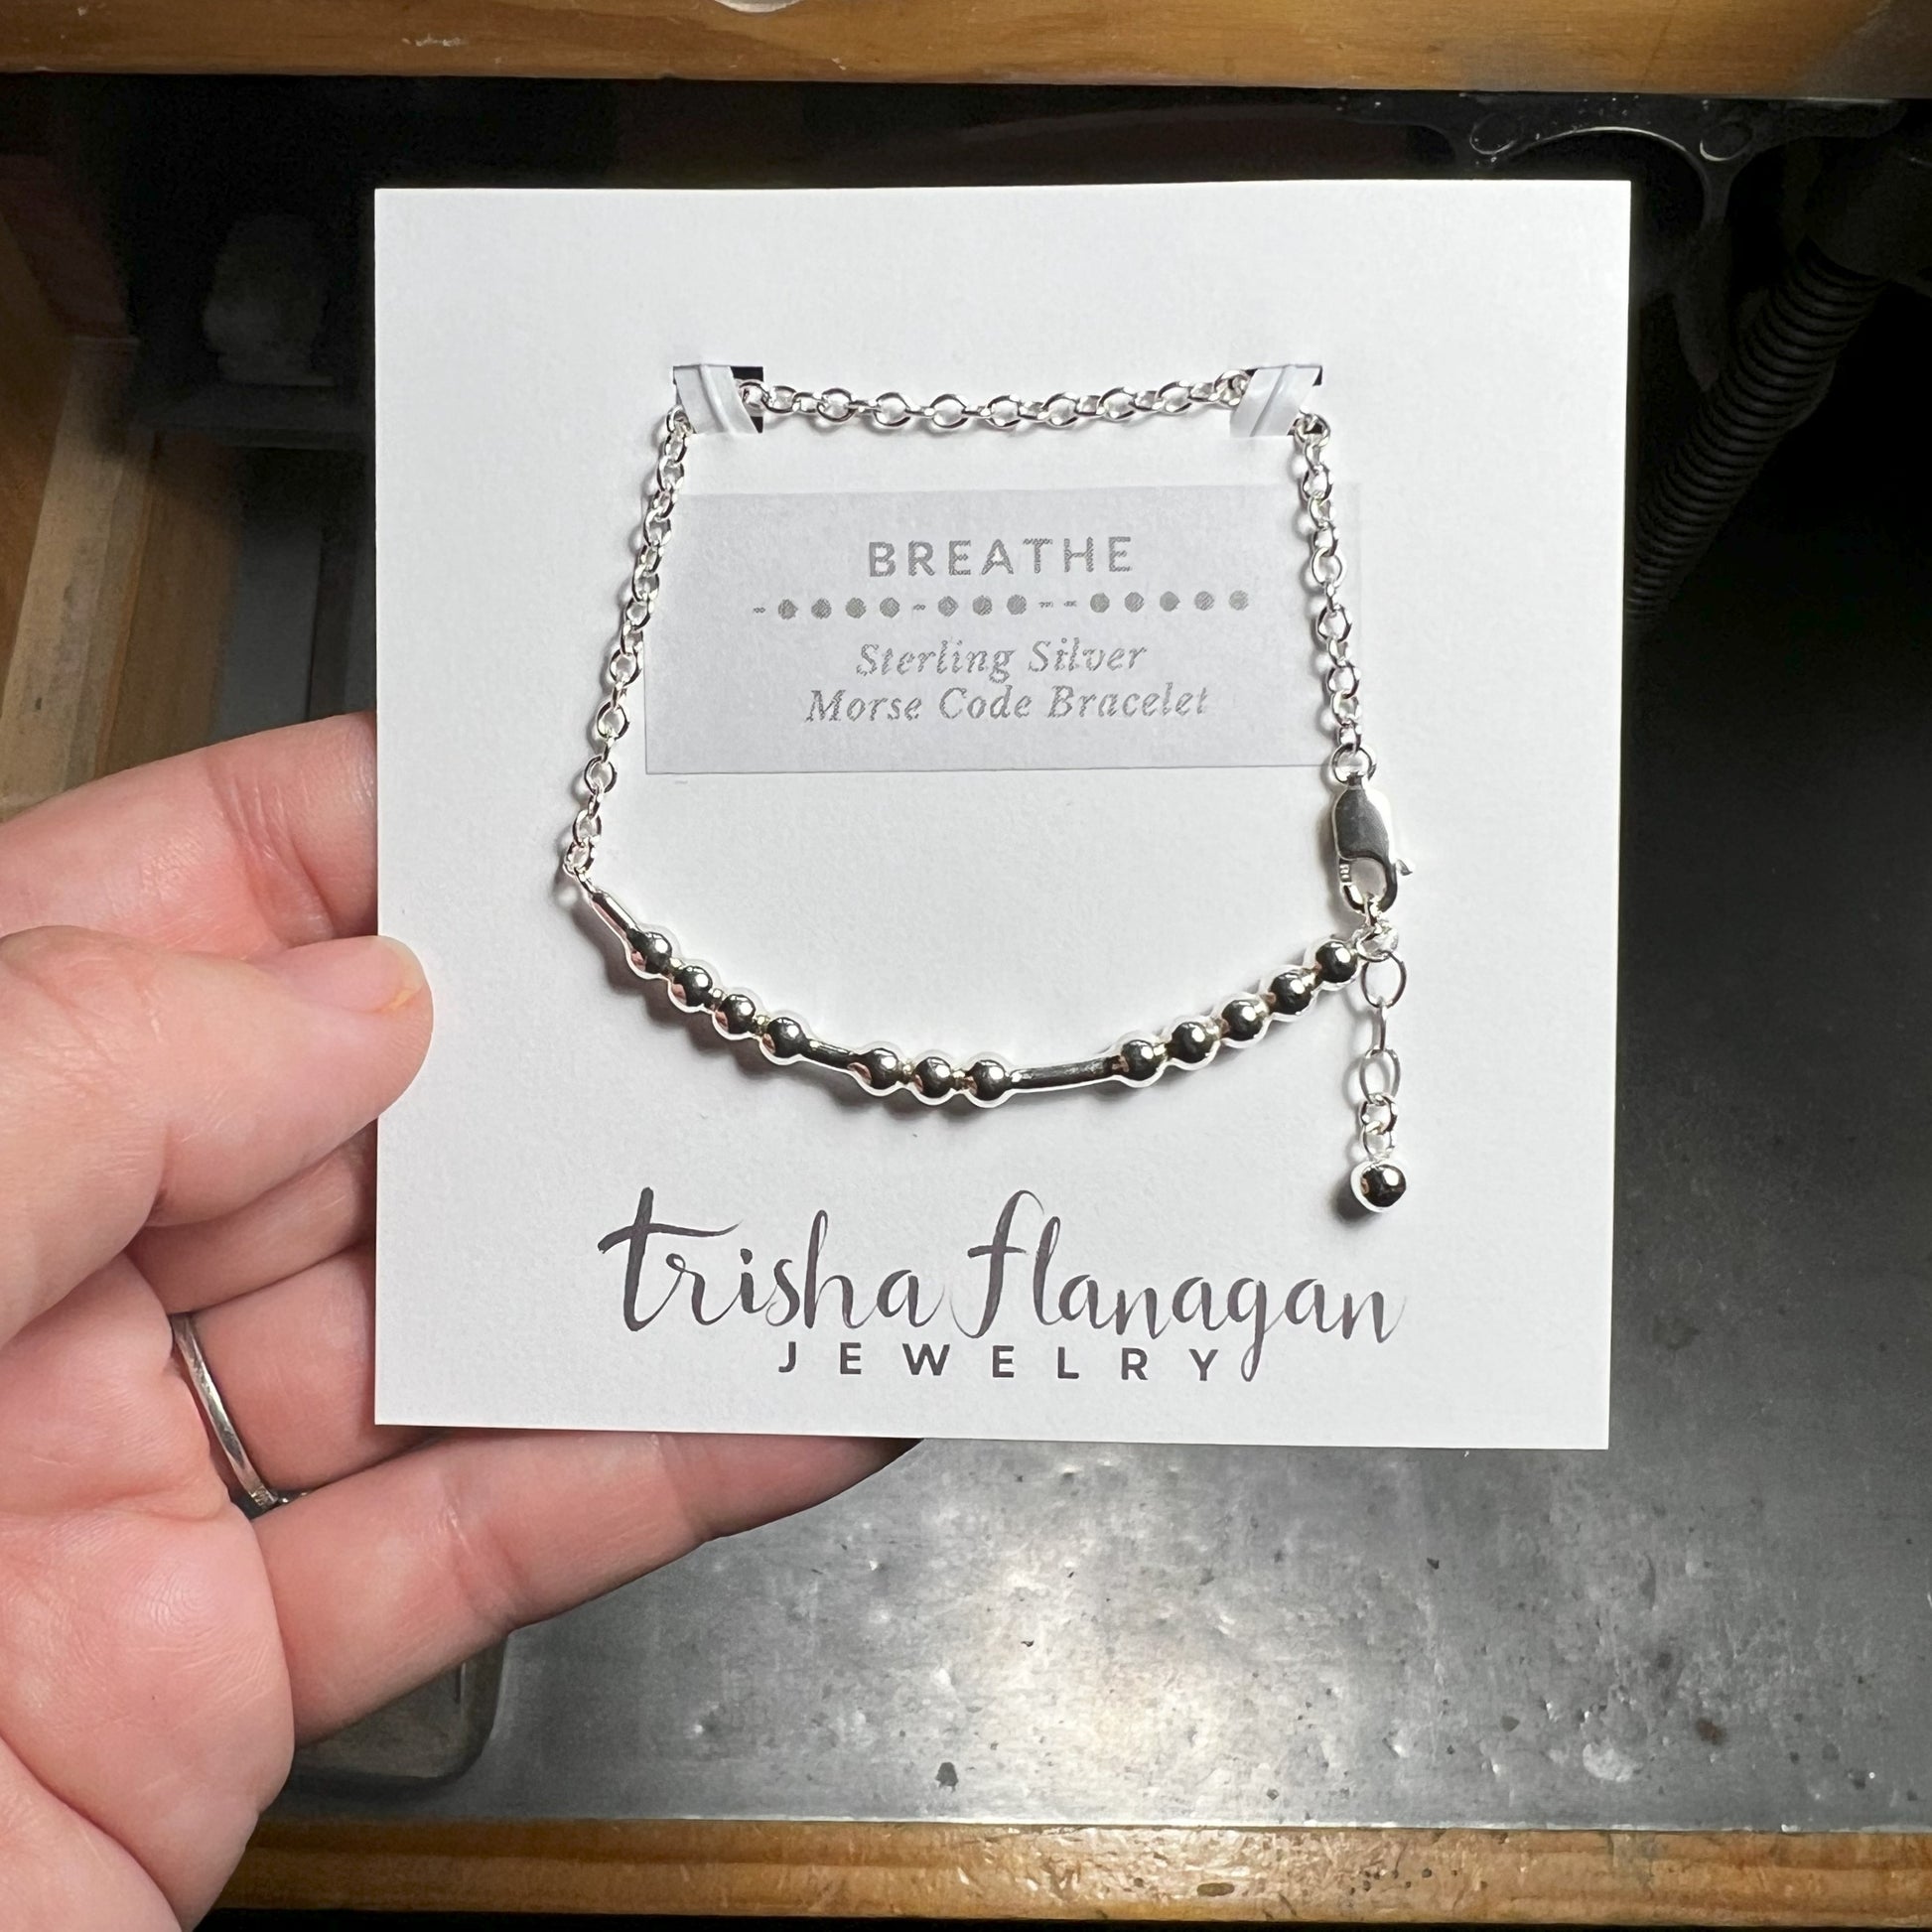 BREATHE
-●●●●-●●●--●●●●●
Sterling Silver
Morse Code Bracelet
trisha flanagan
JEWELRY